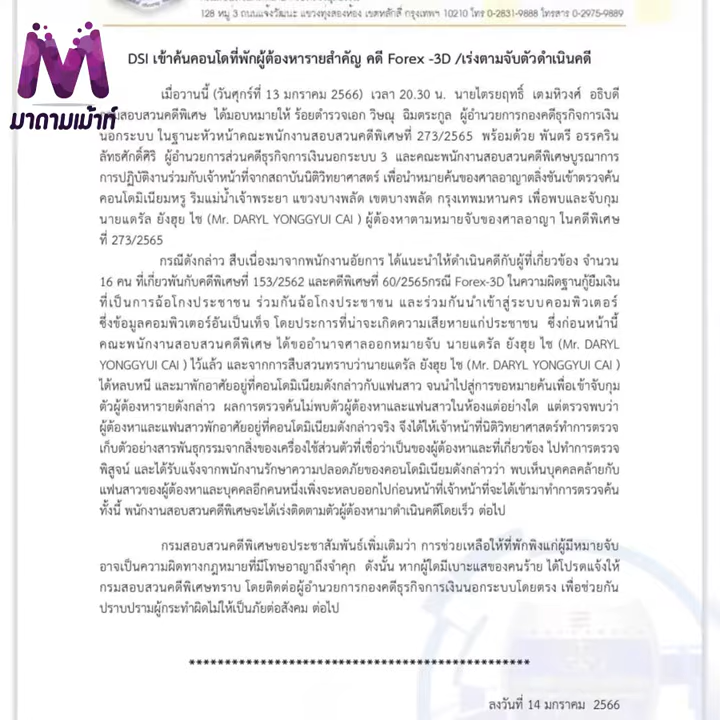 128 หมู่ 3 ถนนแจ้งวัฒนะ แขวงทุ่งสองห้อง เขตหลักสี่ กรุงเทพฯ 10210 โทร 0-2831-9888 โทรสาร 0-2975-9889
M
มาดามเม้าท์
DSI เข้าค้นคอนโดที่พักผู้ต้องหารายสำคัญ คดี Forex -3D /เร่งตามจับตัวดำเนินคดี
เมื่อวานนี้ (วันศุกร์ที่ 13 มกราคม 2566) เวลา 20.30 น. นายไตรยฤทธิ์ เตมหิวงศ์ อธิบดี
กรมสอบสวนคดีพิเศษ ได้มอบหมายให้ ร้อยตำรวจเอก วิษณุ ฉิมตระกูล ผู้อำนวยการกองคดีธุรกิจการเงิน
นอกระบบ ในฐานะหัวหน้าคณะพนักงานสอบสวนคดีพิเศษที่ 273/2565 พร้อมด้วย พันตรี อรรคริน
ลัทธศักดิ์ศิริ ผู้อำนวยการส่วนคดีธุรกิจการเงินนอกระบบ 3 และคณะพนักงานสอบสวนคดีพิเศษบูรณาการ
การปฏิบัติงานร่วมกับเจ้าหน้าที่จากสถาบันนิติวิทยาศาสตร์ เพื่อนำหมายค้นของศาลอาญาตลิ่งชันเข้าตรวจค้น
คอนโดมิเนียมหรู ริมแม่น้ำเจ้าพระยา แขวงบางพลัด เขตบางพลัด กรุงเทพมหานคร เพื่อพบและจับกุม
นายแดรัล ยังฮุย ไช (Mr. DARYL YONGGYUI CAI ) ผู้ต้องหาตามหมายจับของศาลอาญา ในคดีพิเศษ
ที่ 273/2565
กรณีดังกล่าว สืบเนื่องมาจากพนักงานอัยการ ได้แนะนำให้ดำเนินคดีกับผู้ที่เกี่ยวข้อง จำนวน
16 คน ที่เกี่ยวพันกับคดีพิเศษที่ 153/2562 และคดีพิเศษที่ 60/2565กรณี Forex-3D ในความผิดฐานกู้ยืมเงิน
ที่เป็นการฉ้อโกงประชาชน ร่วมกันฉ้อโกงประชาชน และร่วมกันนำเข้าสู่ระบบคอมพิวเตอร์
ซึ่งข้อมูลคอมพิวเตอร์อันเป็นเท็จ โดยประการที่น่าจะเกิดความเสียหายแก่ประชาชน ซึ่งก่อนหน้านี้
คณะพนักงานสอบสวนคดีพิเศษ ได้ขออำนาจศาลออกหมายจับ นายแดรัล ยังฮุย ไช (Mr. DARYL
YONGGYUI CAI ) ไว้แล้ว และจากการสืบสวนทราบว่านายแดรัล ยังฮุย ไช (Mr. DARYL YONGGYUI CAI )
ได้หลบหนี และมาพักอาศัยอยู่ที่คอนโดมิเนียมดังกล่าวกับแฟนสาว จนนำไปสู่การขอหมายค้นเพื่อเข้าจับกุม
ตัวผู้ต้องหารายดังกล่าว ผลการตรวจค้นไม่พบตัวผู้ต้องหาและแฟนสาวในห้องแต่อย่างใด แต่ตรวจพบว่า
ผู้ต้องหาและแฟนสาวพักอาศัยอยู่ที่คอนโดมิเนียมดังกล่าวจริง จึงได้ให้เจ้าหน้าที่นิติวิทยาศาสตร์ทำการตรวจ
เก็บตัวอย่างสารพันธุกรรมจากสิ่งของเครื่องใช้ส่วนตัวที่เชื่อว่าเป็นของผู้ต้องหาและที่เกี่ยวข้อง ไปทำการตรวจ
พิสูจน์ และได้รับแจ้งจากพนักงานรักษาความปลอดภัยของคอนโดมิเนียมดังกล่าวว่า พบเห็นบุคคลคล้ายกับ
แฟนสาวของผู้ต้องหาและบุคคลอีกคนหนึ่งเพิ่งจะหลบออกไปก่อนหน้าที่เจ้าหน้าที่จะได้เข้ามาทำการตรวจค้น
ทั้งนี้ พนักงานสอบสวนคดีพิเศษจะได้เร่งติดตามตัวผู้ต้องหามาดำเนินคดีโดยเร็ว ต่อไป
กรมสอบสวนคดีพิเศษขอประชาสัมพันธ์เพิ่มเติมว่า การช่วยเหลือให้ที่พักพิงแก่ผู้มีหมายจับ
อาจเป็นความผิดทางกฎหมายที่มีโทษอาญาถึงจำคุก ดังนั้น หากผู้ใดมีเบาะแสของคนร้าย ได้โปรดแจ้งให้
กรมสอบสวนคดีพิเศษทราบ โดยติดต่อผู้อำนวยการกองคดีธุรกิจการเงินนอกระบบโดยตรง เพื่อช่วยกัน
ปราบปรามผู้กระทำผิดไม่ให้เป็นภัยต่อสังคม ต่อไป
************************************************
ลงวันที่ 14 มกราคม 2566